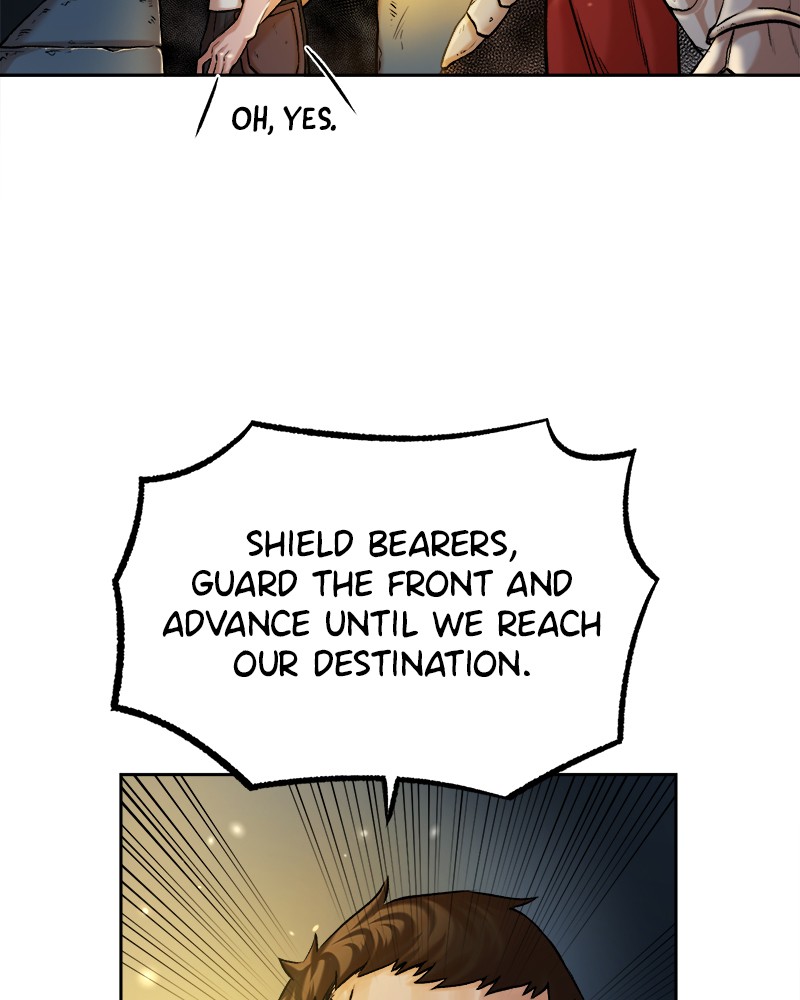 OH, YES.
SHIELD BEARERS,
GUARD THE FRONT AND
ADVANCE UNTIL WE REACH
OUR DESTINATION.